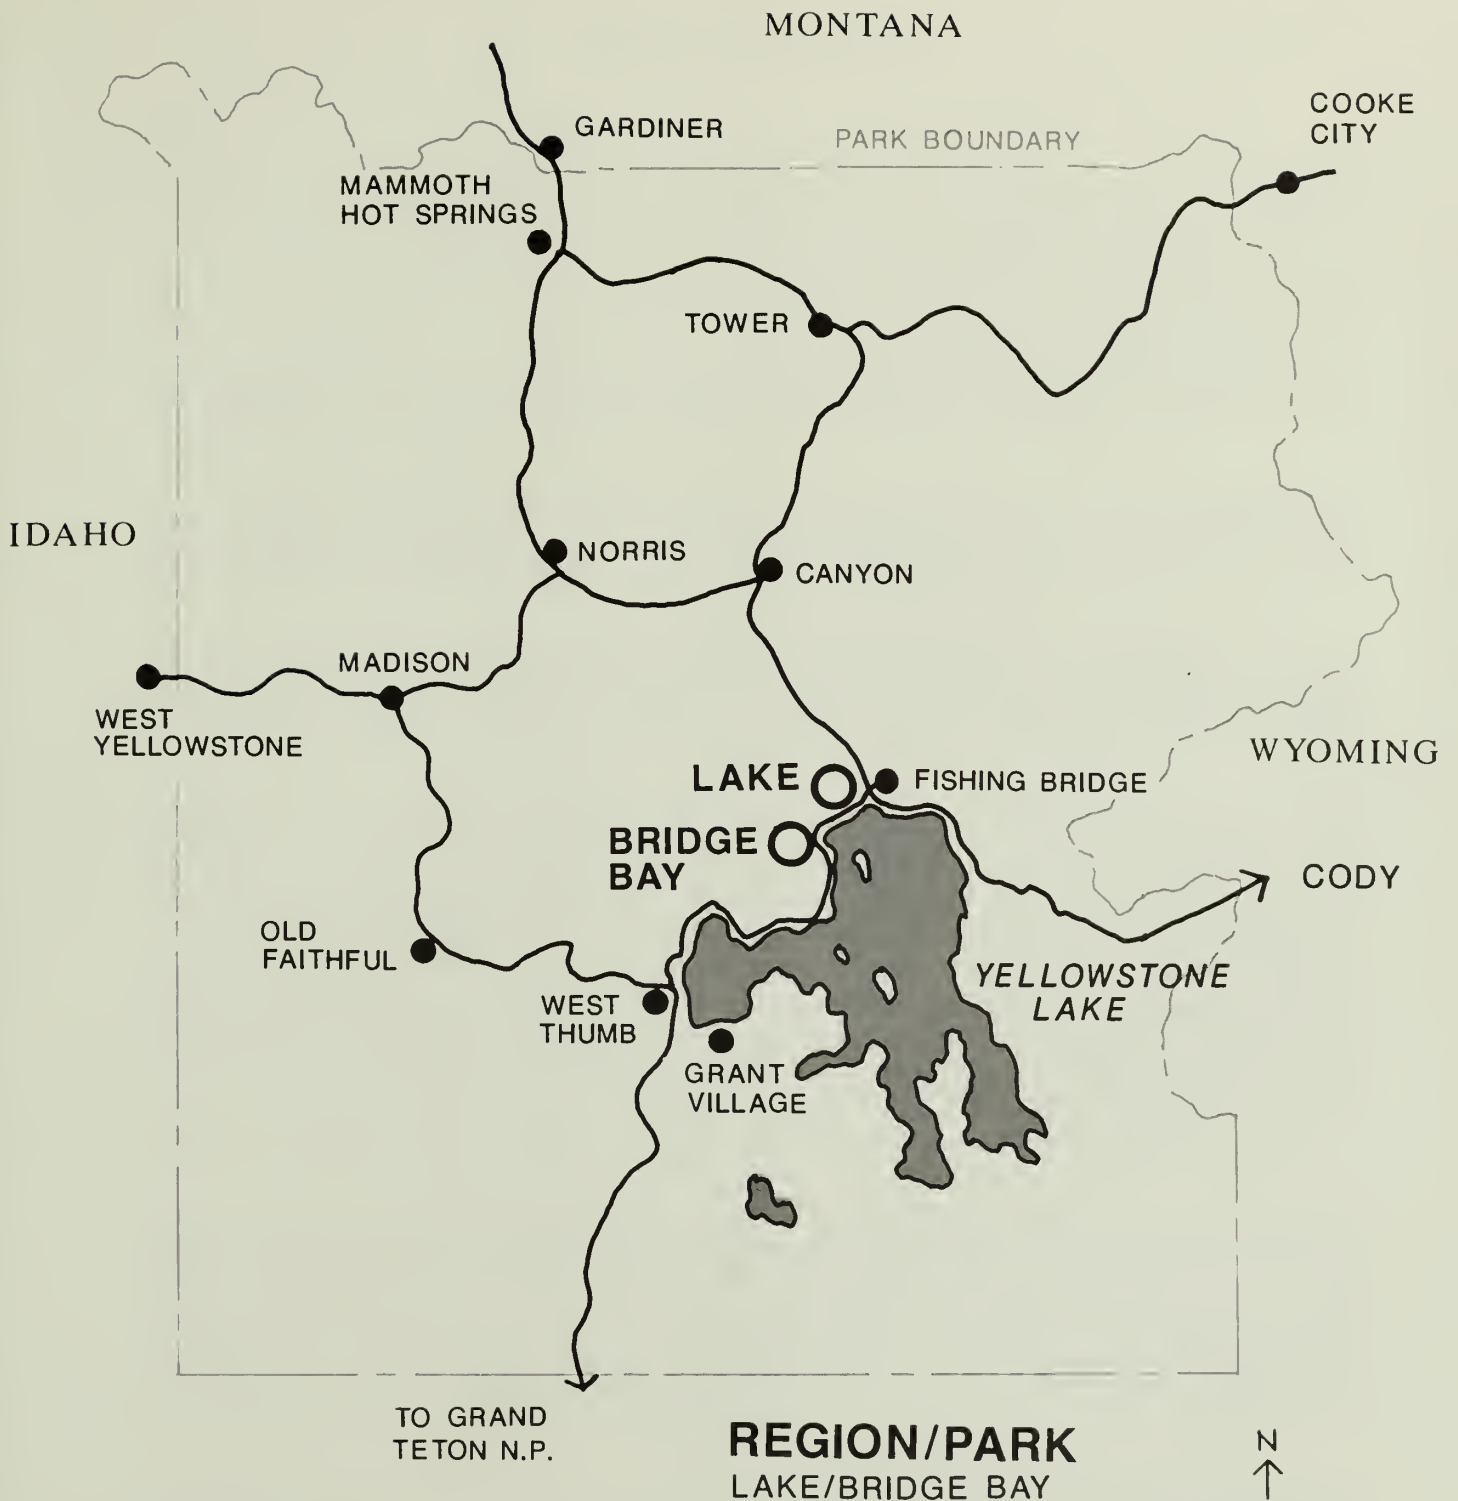 MONTANA
COOKE
CITY
GARDINER
PARK BOUNDARY
MAMMOTH
HOT SPRINGS
TOWER
IDAHO
NORRIS
CANYON
MADISON
WEST
YELLOWSTONE
WYOMING
LAKE
FISHING BRIDGE
BRIDGE
BAY
CODY
OLD
FAITHFUL
YELLOWSTONE
LAKE
WEST
THUMB
GRANT
VILLAGE
TO GRAND
TETON N.P.
REGION/PARK
LAKE/BRIDGE BAY
N